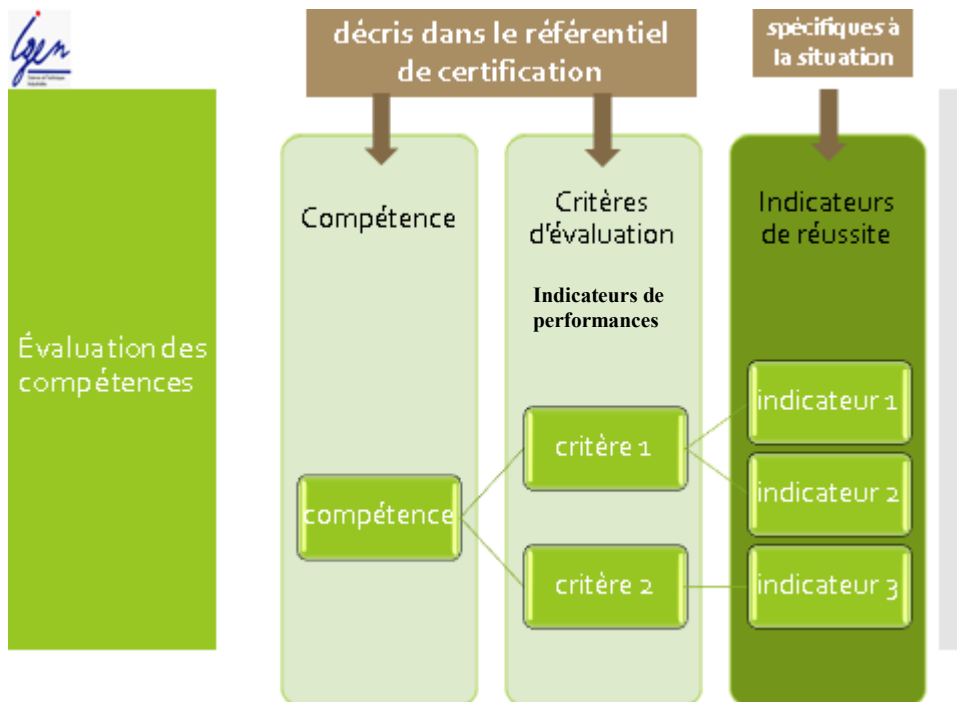 igen
décris dans le référentiel
de certification
spécifiques à
la situation
Évaluation des
compétences
Compétence
Critères
d'évaluation
Indicateurs de
performances
Indicateurs
de réussite
compétence
critère 1
critère 2
indicateur 1
indicateur 2
indicateur 3